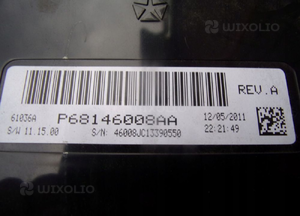 WIXOLIO
REV.A
61036A P68146008AA 12/05/2011
S/W 11.15.00 S/N: 46008JC13390550 22:21:49
WIXOLIO